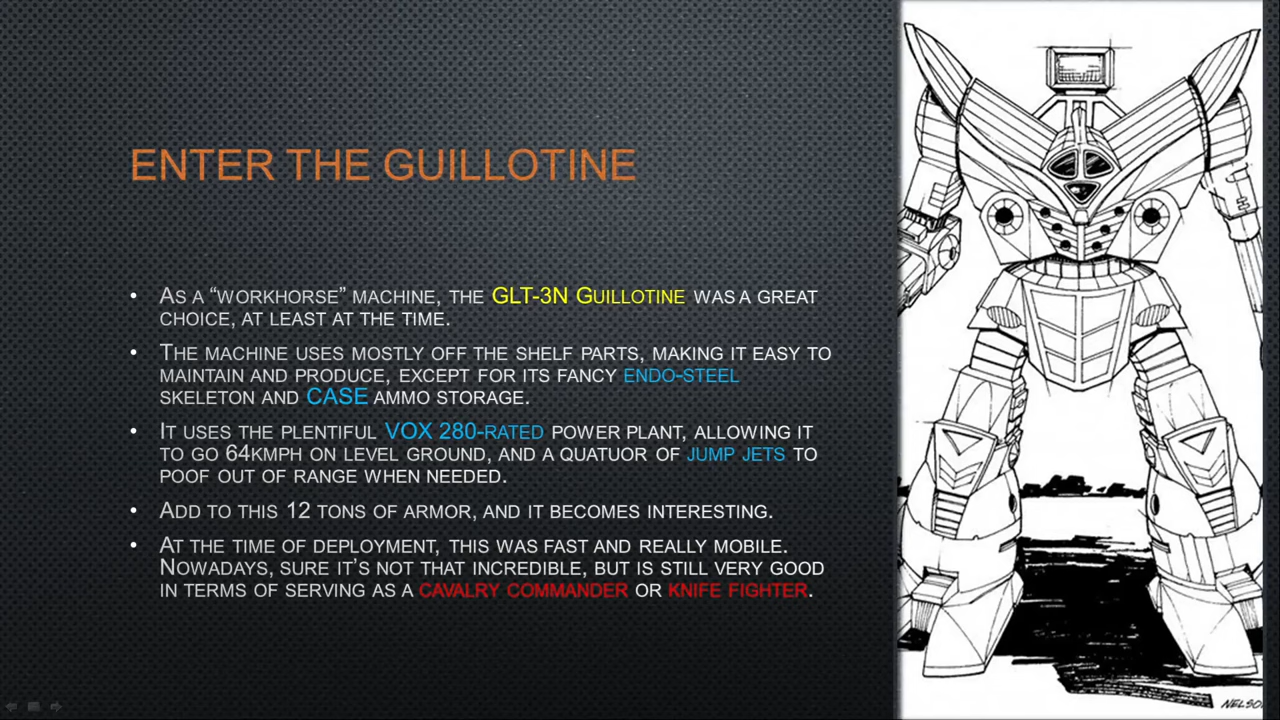 ENTER THE GUILLOTINE
• AS A “WORKHORSE” MACHINE, THE GLT-3N GUILLOTINE WAS A GREAT
CHOICE, AT LEAST AT THE TIME.
• THE MACHINE USES MOSTLY OFF THE SHELF PARTS, MAKING IT EASY TO
MAINTAIN AND PRODUCE, EXCEPT FOR ITS FANCY ENDO-STEEL
SKELETON AND CASE AMMO STORAGE.
• IT USES THE PLENTIFUL VOX 280-RATED POWER PLANT, ALLOWING IT
TO GO 64KMPH ON LEVEL GROUND, AND A QUATUOR OF JUMP JETS TO
POOF OUT OF RANGE WHEN NEEDED.
• ADD TO THIS 12 TONS OF ARMOR, AND IT BECOMES INTERESTING.
• AT THE TIME OF DEPLOYMENT, THIS WAS FAST AND REALLY MOBILE.
NOWADAYS, SURE IT’S NOT THAT INCREDIBLE, BUT IS STILL VERY GOOD
IN TERMS OF SERVING AS A CAVALRY COMMANDER OR KNIFE FIGHTER.
NELSO